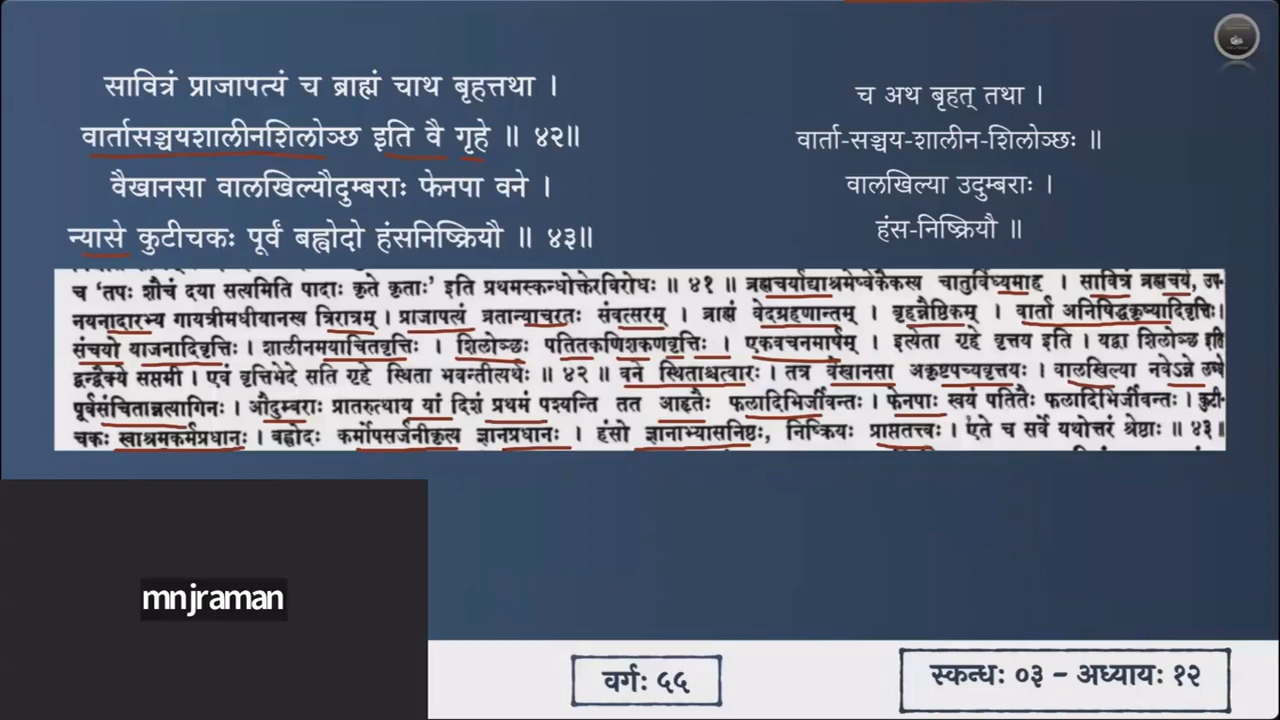 सावित्रं प्राजापत्यं च ब्राह्मं चाथ बृहत्तथा ।
वार्तासञ्चयशालीनशिलोञ्छ इति वै गृहे ॥ ४२॥
वैखानसा वालखिल्यौदुम्बराः फेनपा वने ।
न्यासे कुटीचकः पूर्वं बह्वोदो हंसनिष्क्रियौ ॥ ४३॥
च अथ बृहत् तथा ।
वार्ता-सञ्चय-शालीन-शिलोञ्छः ॥
वालखिल्या उदुम्बराः ।
हंस-निष्क्रियौ ॥
च ‘तपः शौचं दया सत्यमिति पादाः कृते कृताः’ इति प्रथमस्कन्धोक्तेरविरोधः ॥ ४१ ॥ ब्रह्मचर्याद्याश्रमेष्वेकैकस्य चातुर्विध्यमाह । सावित्रं ब्रह्मचर्यं, उप-
नयनादारभ्य गायत्रीमधीयानस्य त्रिरात्रम् । प्राजापत्यं व्रतान्याचरतः संवत्सरम् । ब्राह्मं वेदग्रहणान्तम् । बृहन्नैष्ठिकम् । वार्ता अनिषिद्धकृष्यादिवृत्तिः।
संचयो याजनादिवृत्तिः । शालीनमयाचितवृत्तिः । शिलोञ्छः पतितकणिशकणवृत्तिः । एकवचनमार्षम् । इत्येता गृहे वृत्तय इति । यद्वा शिलोञ्छ इति
द्वन्द्वैक्ये सप्तमी । एवं वृत्तिभेदे सति गृहे स्थिता भवन्तीत्यर्थः ॥ ४२ ॥ वने स्थिताश्चत्वारः । तत्र वैखानसा अकृष्टपच्यवृत्तयः । वालखिल्या नवेऽन्ने लब्धे
पूर्वसंचितान्नत्यागिनः । औदुम्बराः प्रातरुत्थाय यां दिशं प्रथमं पश्यन्ति तत आहृतैः फलादिभिर्जीवन्तः । फेनपाः स्वयं पतितैः फलादिभिर्जीवन्तः । कुटी-
चकः स्वाश्रमकर्मप्रधानः । बह्वोदः कर्मोपसर्जनीकृत्य ज्ञानप्रधानः । हंसो ज्ञानाभ्यासनिष्ठः, निष्क्रियः प्राप्ततत्त्वः । एते च सर्वे यथोत्तरं श्रेष्ठाः ॥ ४३॥
mnjraman
वर्गः ५५
स्कन्धः ०३ - अध्यायः १२